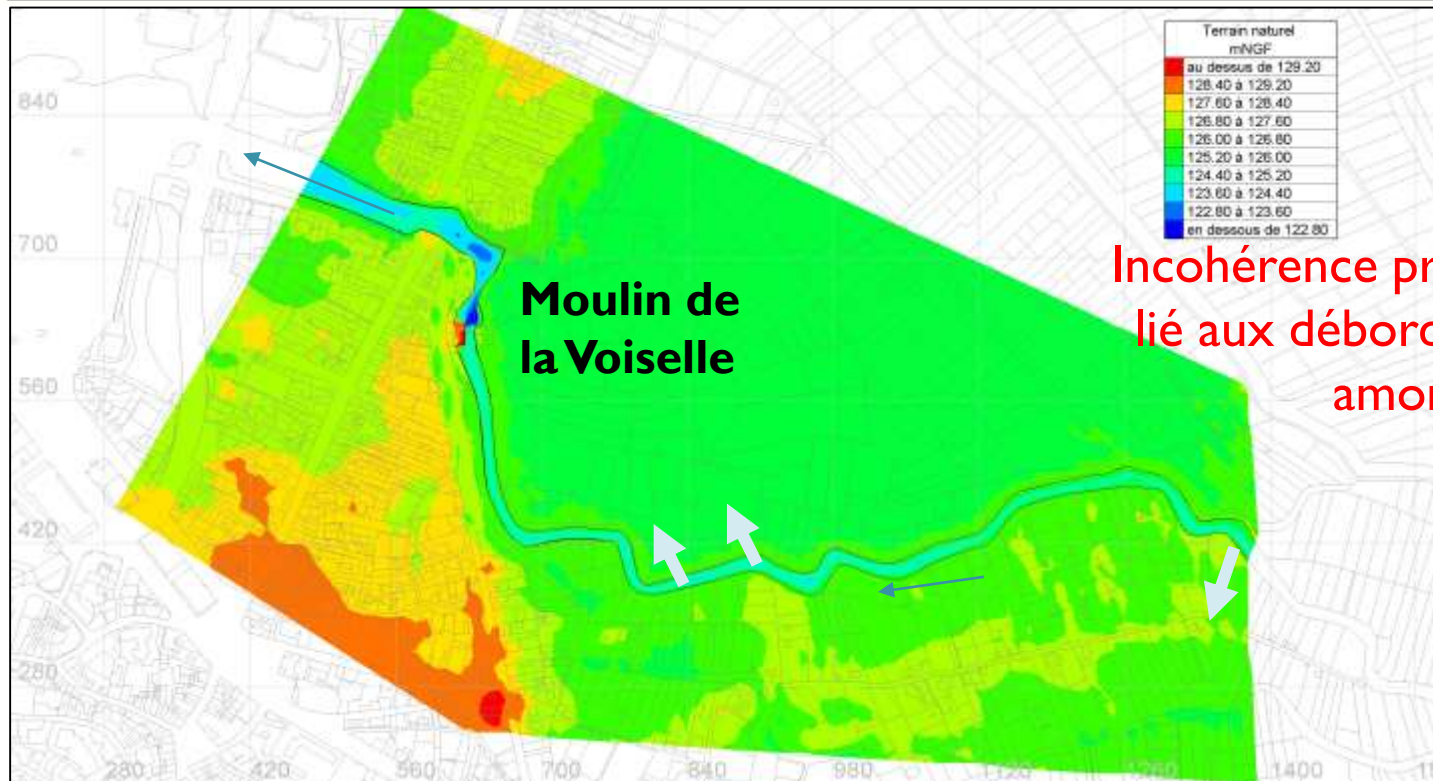 Terrain naturel
mNGF
au dessus de 129.20
128.40 à 129.20
127.60 à 128.40
126.80 à 127.60
126.00 à 126.80
125.20 à 126.00
124.40 à 125.20
123.60 à 124.40
122.80 à 123.60
en dessous de 122.80
840
700
560
420
280
Incohérence pr
lié aux débord
amon
Moulin de
la Voiselle
280 420 560 700 840 980 1120 1260 1400